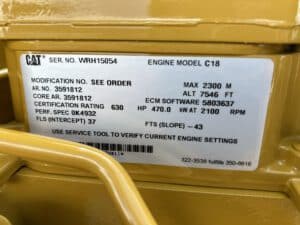 CAT SER. NO. WRH15054 ENGINE MODEL C18
MODIFICATION NO. SEE ORDER MAX 2300 M
AR. NO. 3591812 ALT 7546 FT
CORE AR. 3591812 ECM SOFTWARE 5803637
CERTIFICATION RATING 630 HP 470.0 kW AT 2100 RPM
PERF. SPEC 0K4932
FLS (INTERCEPT) 37 FTS (SLOPE) -43
USE SERVICE TOOL TO VERIFY CURRENT ENGINE SETTINGS